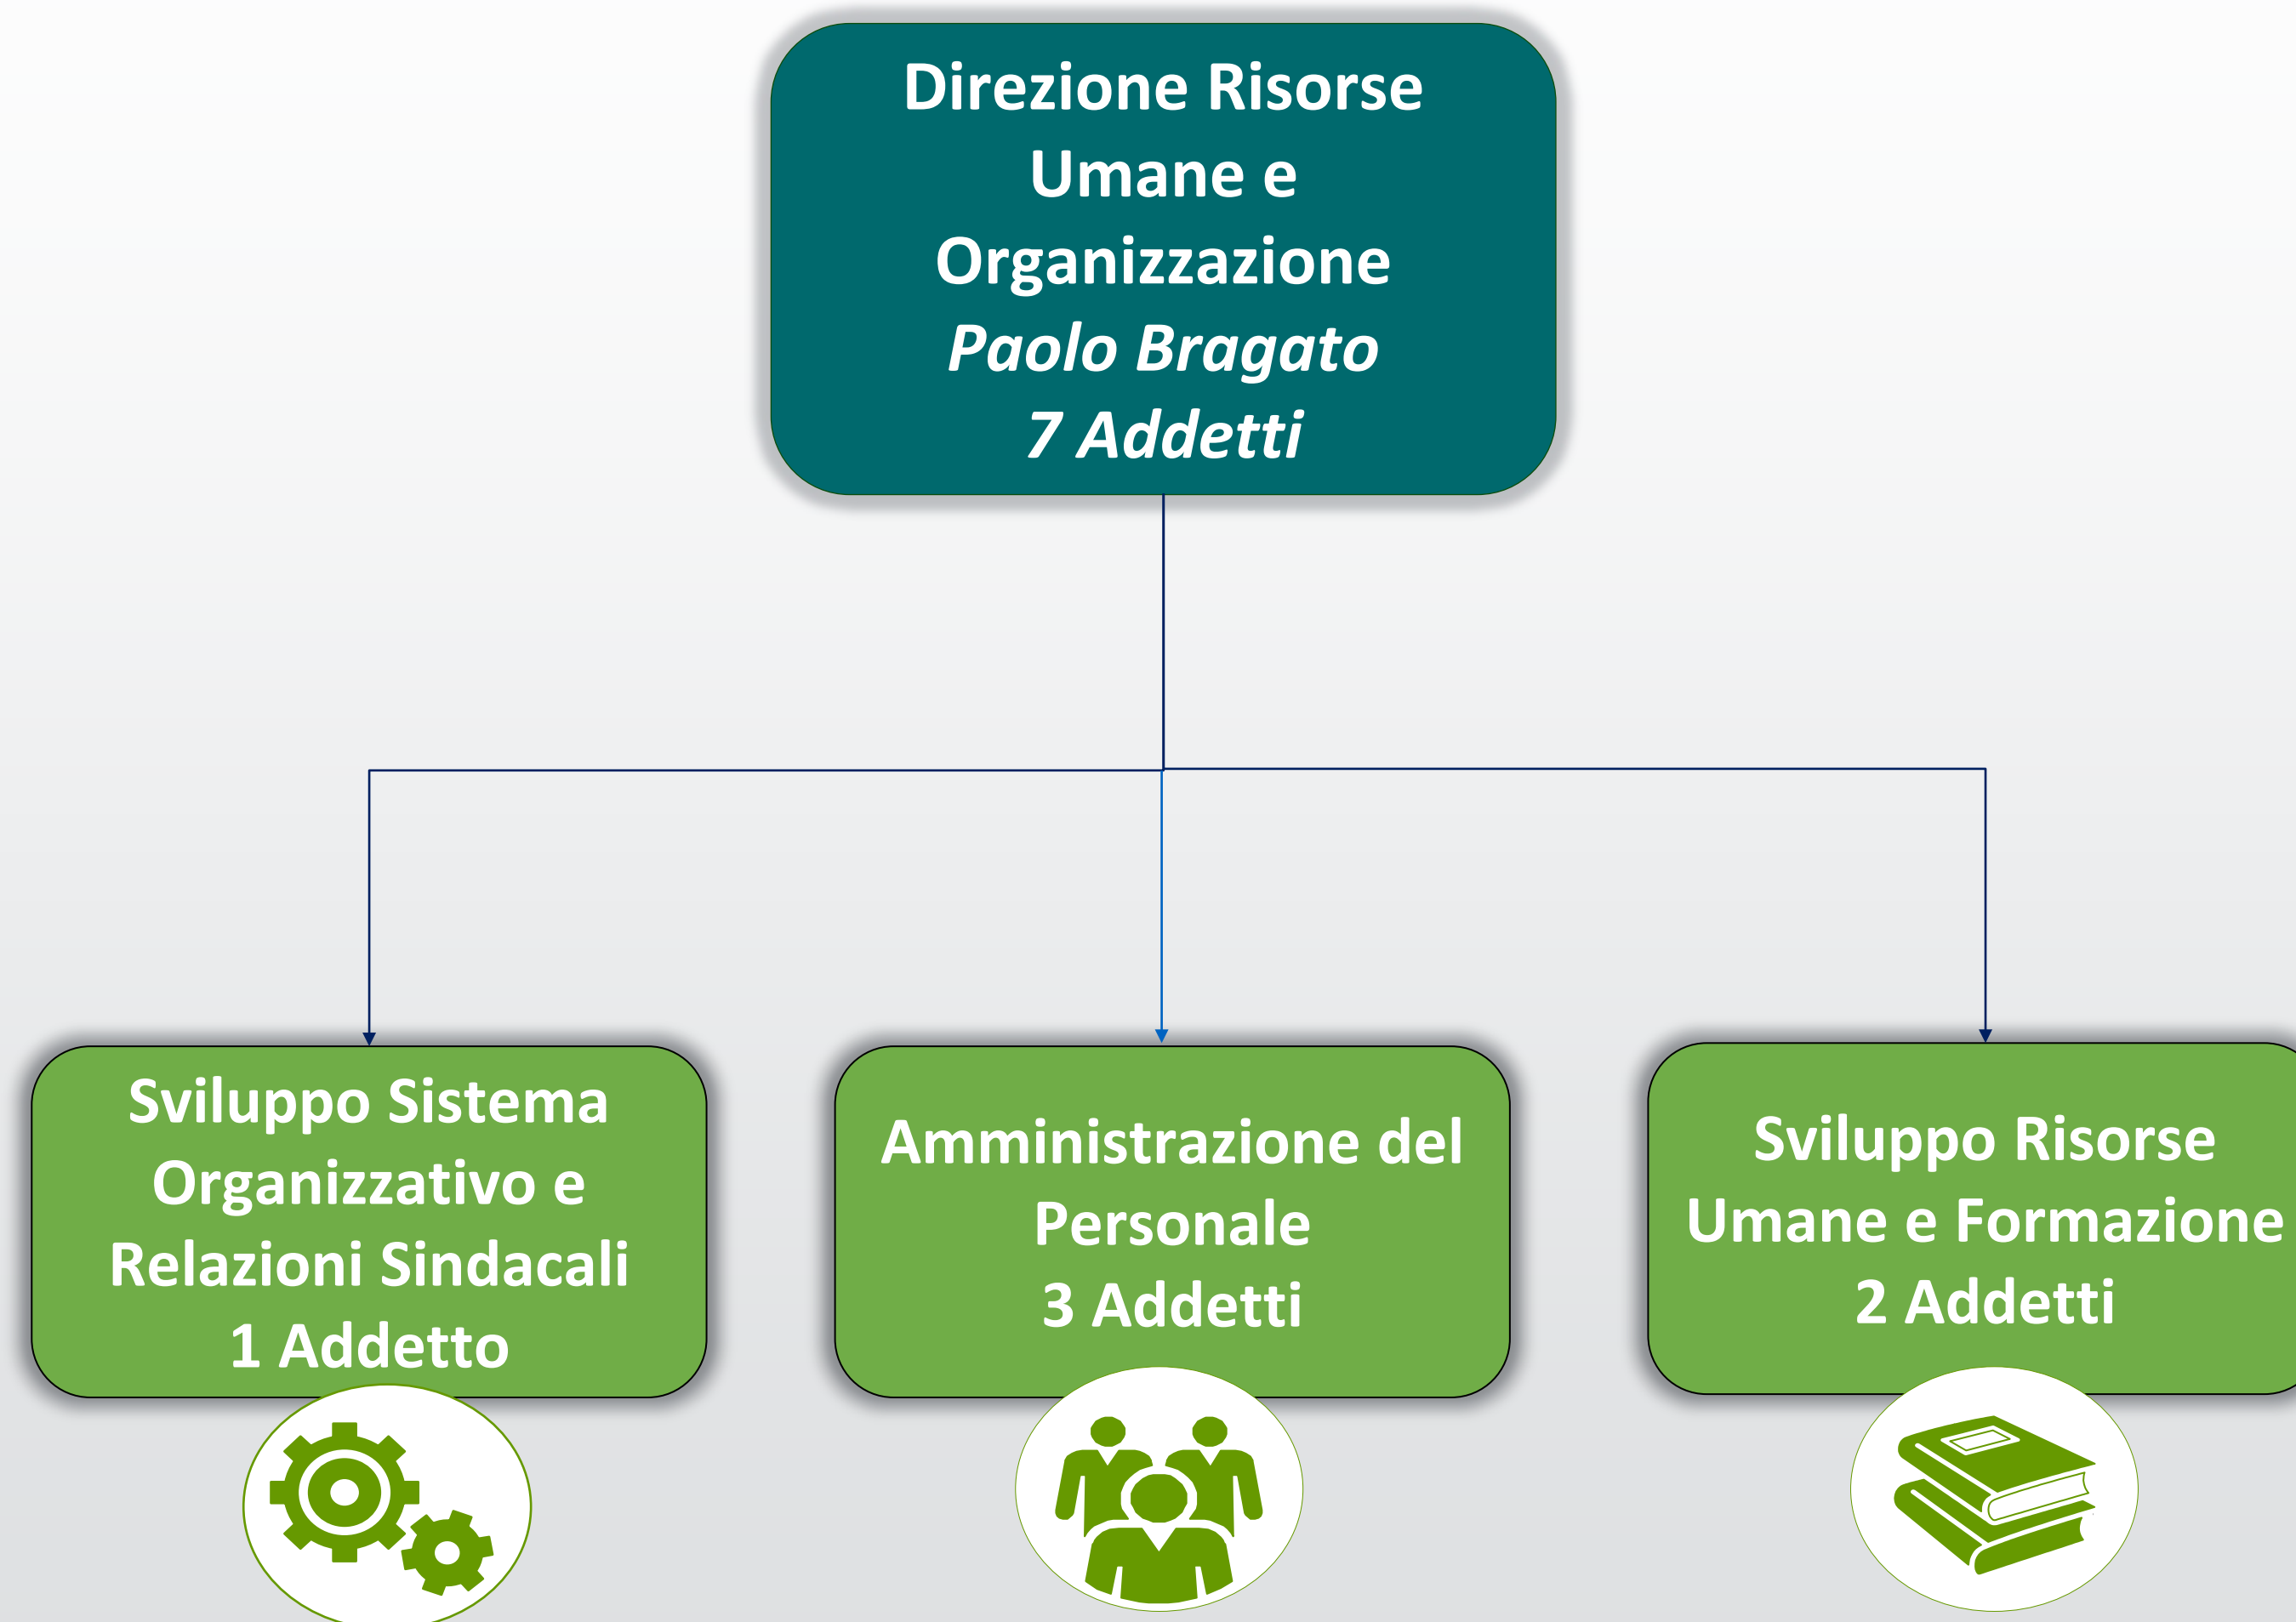 Direzione Risorse
Umane e
Organizzazione
Paolo Bragato
7 Addetti
Sviluppo Sistema
Organizzativo e
Relazioni Sindacali
1 Addetto
Amministrazione del
Personale
3 Addetti
Sviluppo Risorse
Umane e Formazione
2 Addetti